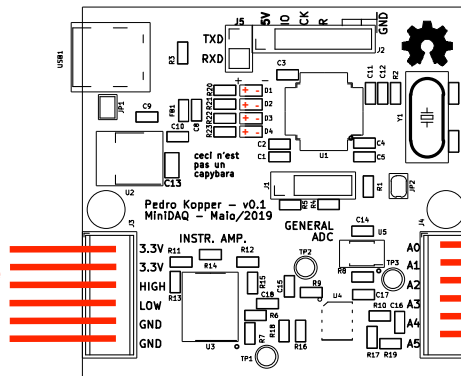 J5
5V
IO
CK
R
GND
TXD
RXD
J2
USB1
R3
C3
C11
C12
R2
+
-
R20
D1
R21
D2
R22
D3
R23
D4
JP1
C9
FB1
C8
C10
U1
Y1
C2
C1
C4
C5
ceci n'est
pas un
capybara
C13
U2
J1
R5
R4
R1
JP2
Pedro Kopper - v0.1
MiniDAQ - Maio/2019
J3
J4
INSTR. AMP.
GENERAL
ADC
C14
U5
3.3V
3.3V
HIGH
LOW
GND
GND
R11
R14
R12
R13
R15
TP2
R8
TP3
A0
A1
A2
A3
A4
A5
C15
R9
C17
C18
R6
U4
R10
C16
U3
R7
R18
R16
TP1
R17
R19